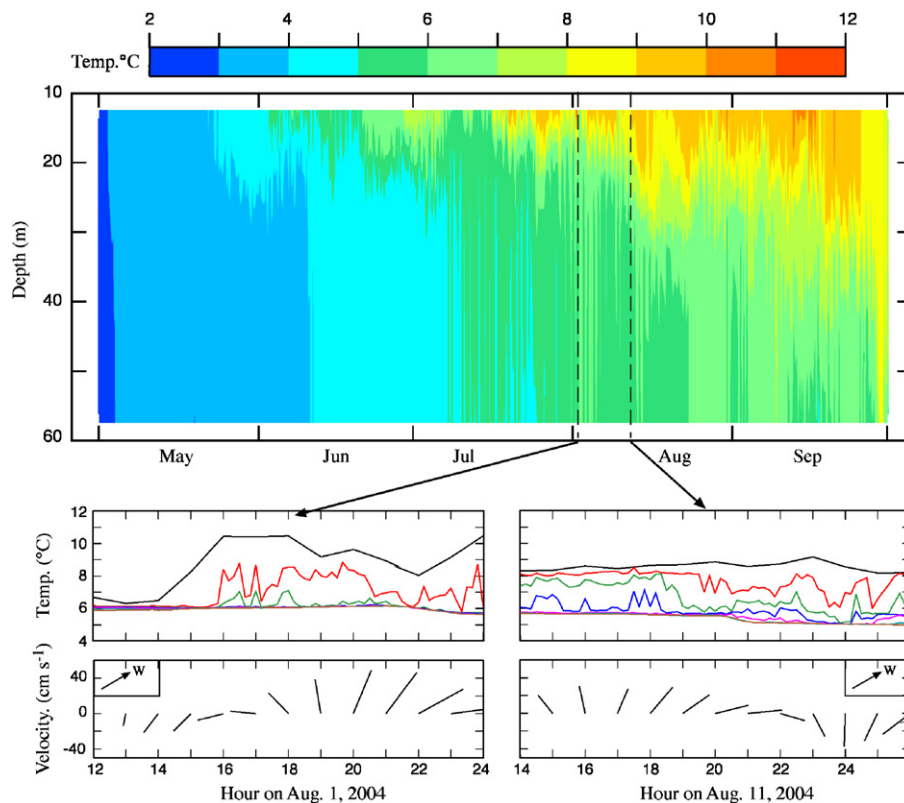 2 4 6 8 10 12
Temp.°C
10
20
40
60
Depth (m)
May Jun Jul Aug Sep
12
10
8
6
4
Temp. (°C)
W W
40
0
-40
Velocity. (cm s⁻¹)
12 14 16 18 20 22 24 14 16 18 20 22 24 26
Hour on Aug. 1, 2004 Hour on Aug. 11, 2004